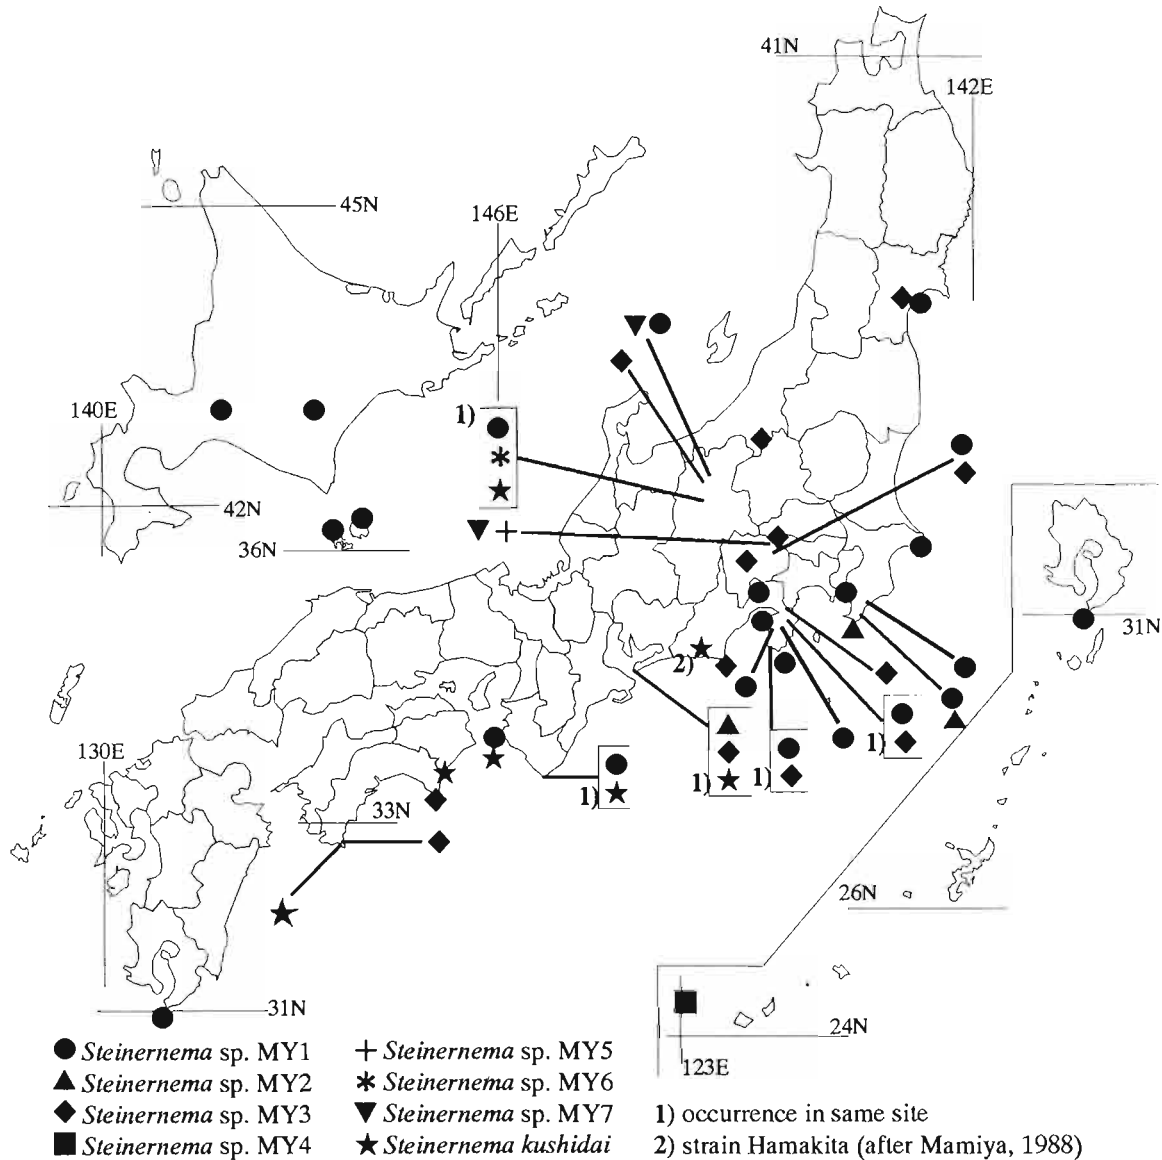 41N
142E
45N
146E
1)
140E
42N
36N
31N
2)
1)
1)
1)
1)
130E
33N
26N
31N
24N
123E
Steinernema sp. MY1
Steinernema sp. MY2
Steinernema sp. MY3
Steinernema sp. MY4
Steinernema sp. MY5
Steinernema sp. MY6
Steinernema sp. MY7
Steinernema kushidai
1) occurrence in same site
2) strain Hamakita (after Mamiya, 1988)